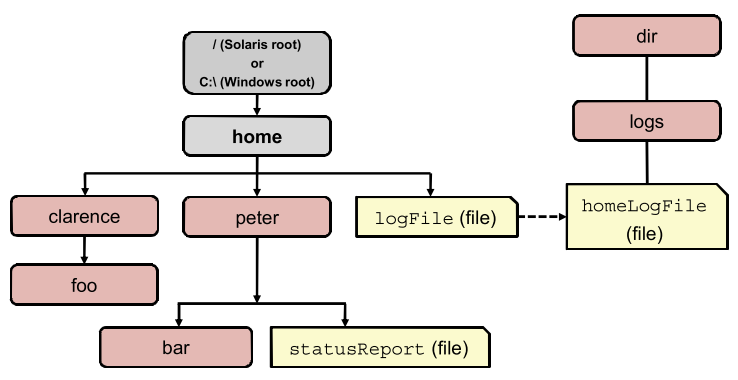 / (Solaris root)
or
C:\ (Windows root)
home
clarence
peter
logFile (file)
foo
bar
statusReport (file)
dir
logs
homeLogFile
(file)